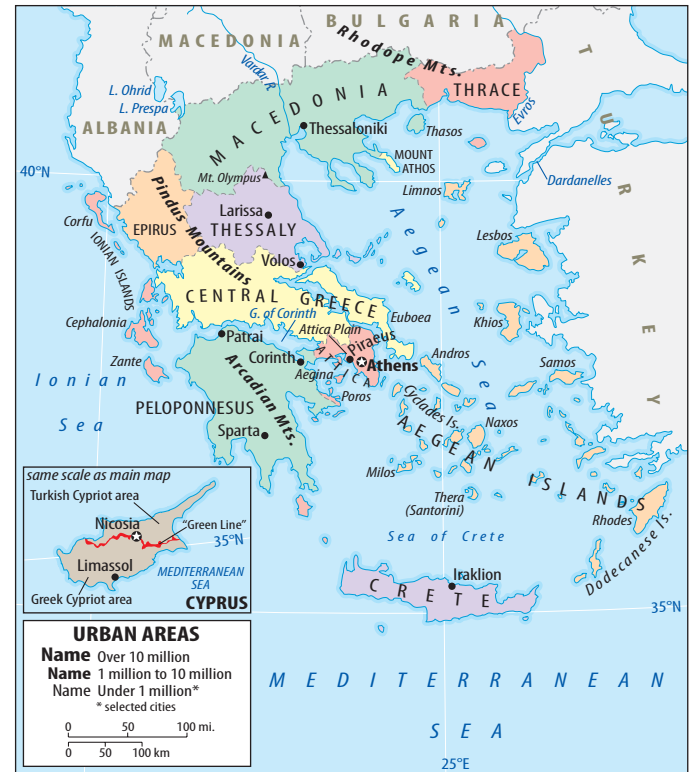 BULGARIA
MACEDONIA
Rhodope Mts.
Vardar R.
TURKEY
L. Ohrid
L. Prespa
ALBANIA
MACEDONIA
THRACE
Evros
Thessaloniki
Thasos
MOUNT
ATHOS
40°N
Mt. Olympus
Limnos
Dardanelles
Corfu
EPIRUS
Pindus Mountains
Larissa
THESSALY
Volos
Aegean Sea
Lesbos
IONIAN ISLANDS
CENTRAL GREECE
G. of Corinth
Euboea
Khios
Cephalonia
Patrai
Attica Plain
Piraeus
ATTICA
Athens
Andros
Samos
Zante
Corinth
Aegina
Poros
Ionian
Sea
PELOPONNESUS
Arcadian Mts.
Sparta
Cyclades Is.
Naxos
AEGEAN ISLANDS
Milos
Thera
(Santorini)
Rhodes
Dodecanese Is.
Sea of Crete
Iraklion
CRETE
35°N
same scale as main map
Turkish Cypriot area
Nicosia
"Green Line"
35°N
Limassol
MEDITERRANEAN
SEA
Greek Cypriot area
CYPRUS
URBAN AREAS
Name Over 10 million
Name 1 million to 10 million
Name Under 1 million*
* selected cities
0 50 100 mi.
0 50 100 km
MEDITERRANEAN
SEA
25°E